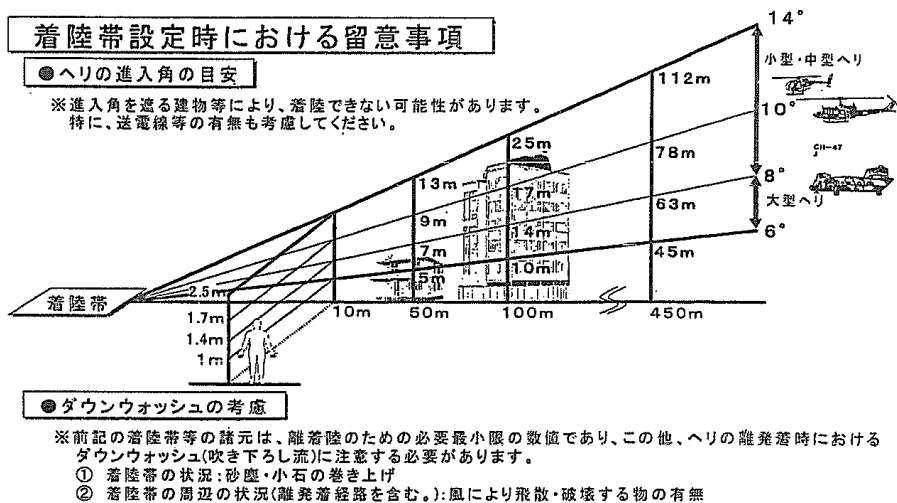 着陸帯設定時における留意事項
●ヘリの進入角の目安
※進入角を遮る建物等により、着陸できない可能性があります。
特に、送電線等の有無も考慮してください。
14°
小型・中型ヘリ
10°
CH-47
J
8°
大型ヘリ
6°
112m
78m
63m
45m
25m
17m
14m
10m
13m
9m
7m
5m
2.5m
1.7m
1.4m
1m
着陸帯
10m
50m
100m
450m
●ダウンウォッシュの考慮
※前記の着陸帯等の諸元は、離着陸のための必要最小限の数値であり、この他、ヘリの離発着時における
ダウンウォッシュ(吹き下ろし流)に注意する必要があります。
① 着陸帯の状況:砂塵・小石の巻き上げ
② 着陸帯の周辺の状況(離発着経路を含む。):風により飛散・破壊する物の有無